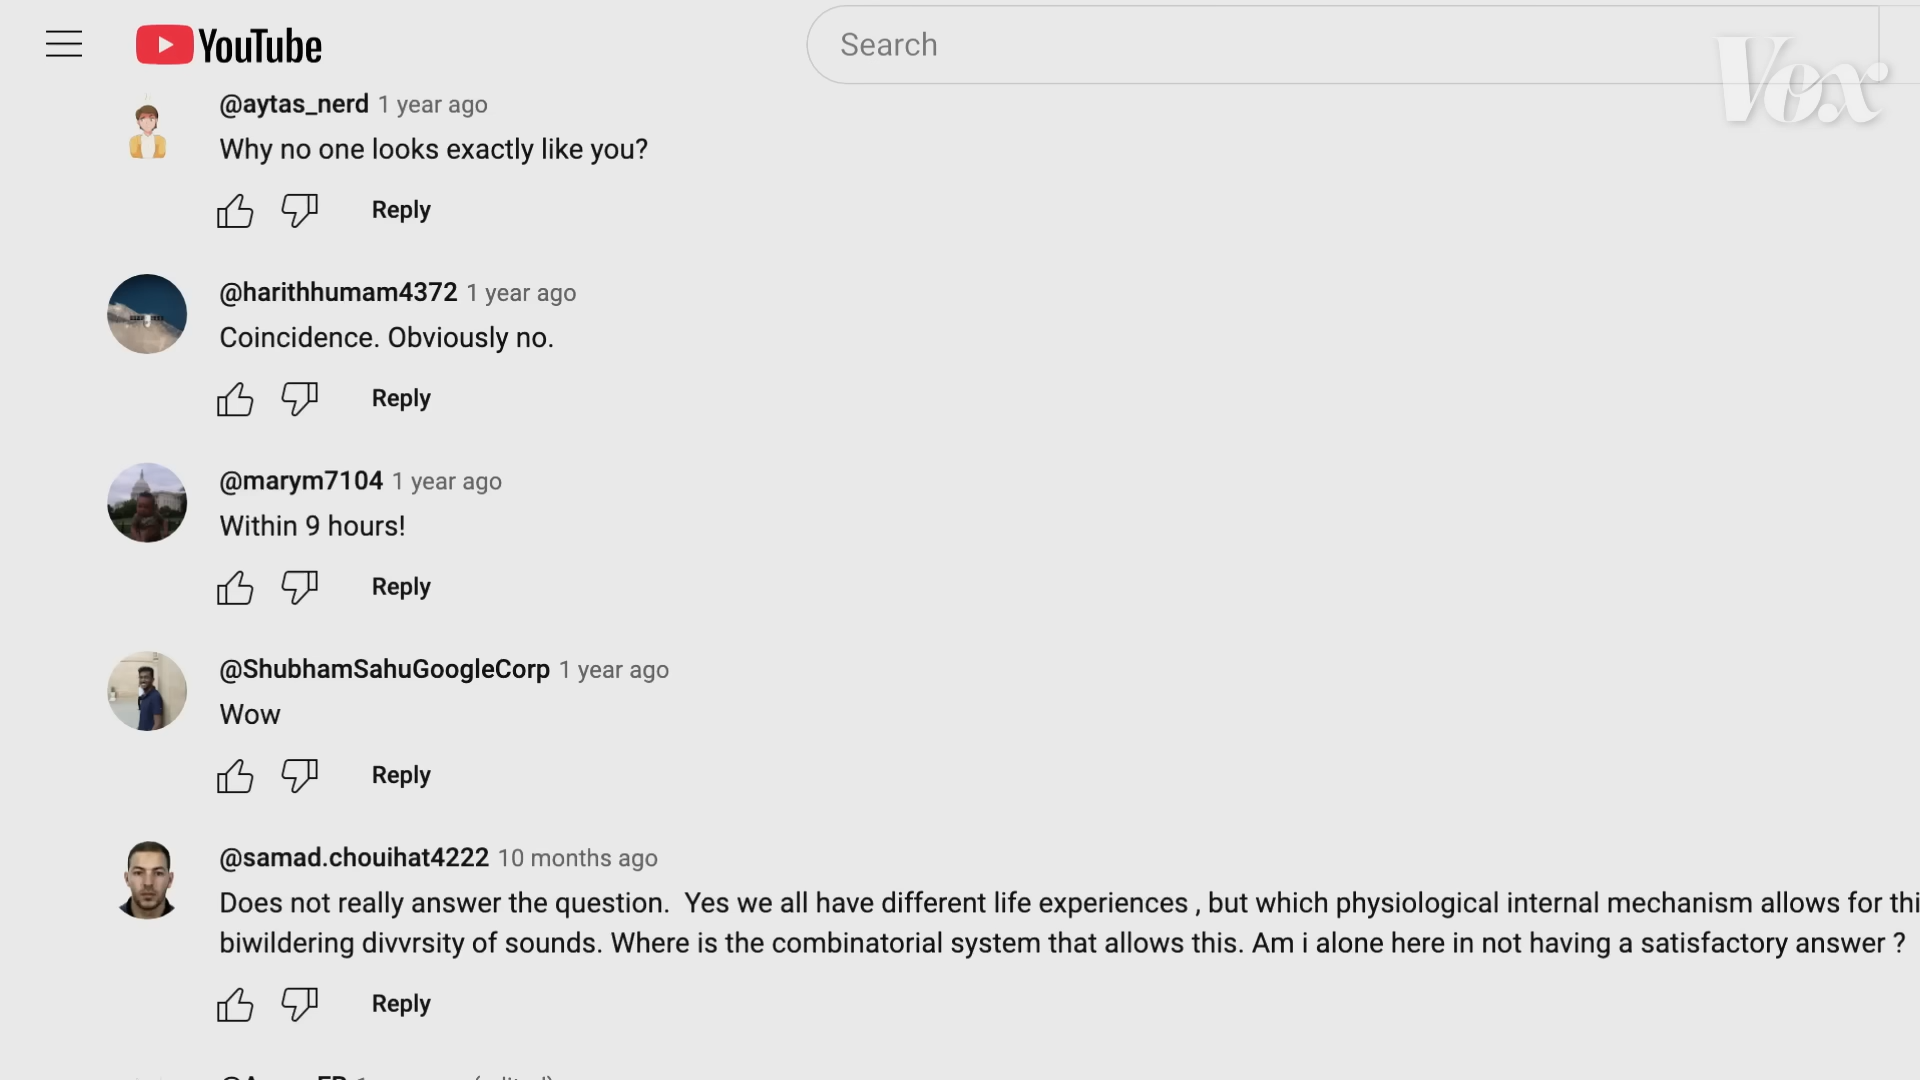 YouTube
Search
Vox
@aytas_nerd 1 year ago
Why no one looks exactly like you?
Reply
@harithhumam4372 1 year ago
Coincidence. Obviously no.
Reply
@marym7104 1 year ago
Within 9 hours!
Reply
@ShubhamSahuGoogleCorp 1 year ago
Wow
Reply
@samad.chouihat4222 10 months ago
Does not really answer the question. Yes we all have different life experiences , but which physiological internal mechanism allows for thi
biwildering divvrsity of sounds. Where is the combinatorial system that allows this. Am i alone here in not having a satisfactory answer ?
Reply